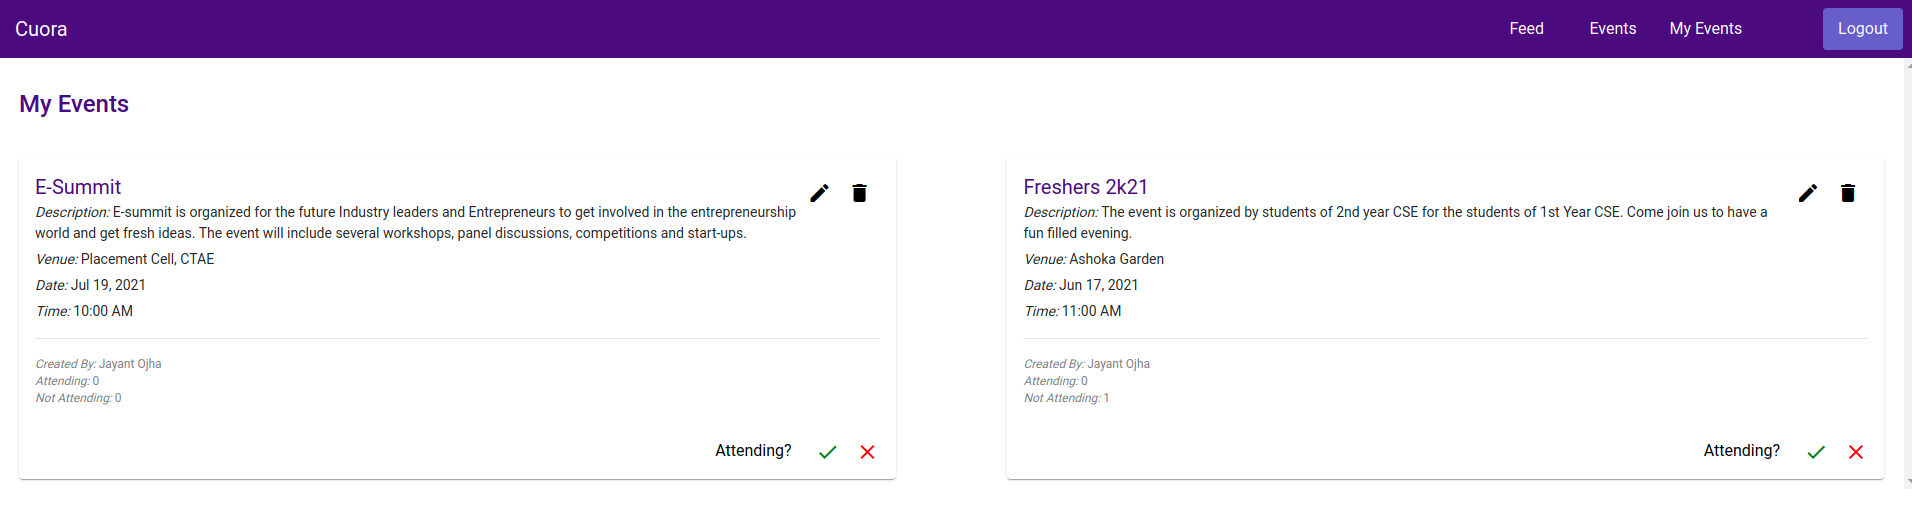 Cuora
Feed
Events
My Events
Logout
My Events
E-Summit
Description: E-summit is organized for the future Industry leaders and Entrepreneurs to get involved in the entrepreneurship
world and get fresh ideas. The event will include several workshops, panel discussions, competitions and start-ups.
Venue: Placement Cell, CTAE
Date: Jul 19, 2021
Time: 10:00 AM
Created By: Jayant Ojha
Attending: 0
Not Attending: 0
Attending?
Freshers 2k21
Description: The event is organized by students of 2nd year CSE for the students of 1st Year CSE. Come join us to have a
fun filled evening.
Venue: Ashoka Garden
Date: Jun 17, 2021
Time: 11:00 AM
Created By: Jayant Ojha
Attending: 0
Not Attending: 1
Attending?